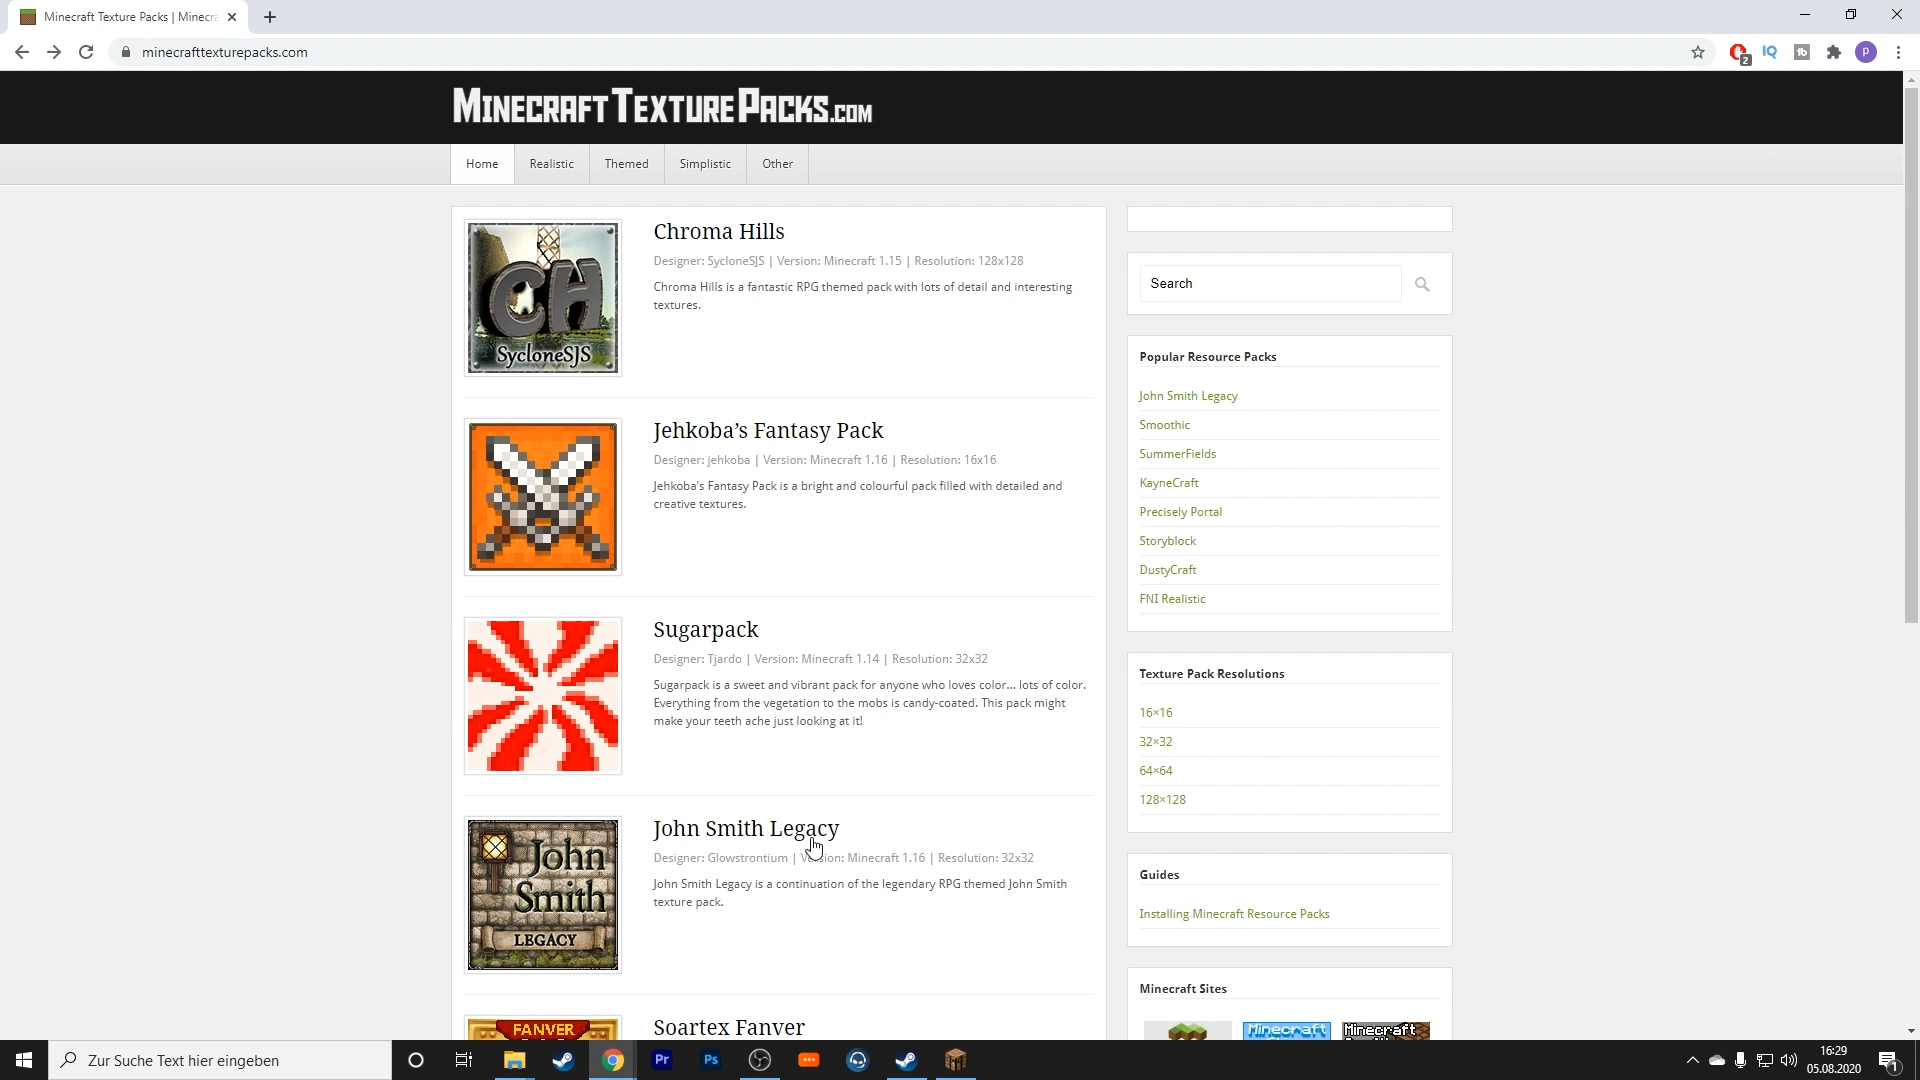 Minecraft Texture Packs | Minecra
minecrafttexturepacks.com
2
IQ
tb
P
MINECRAFTTEXTUREPACKS.COM
Home
Realistic
Themed
Simplistic
Other
CH
SycloneSJS
Chroma Hills
Designer: SycloneSJS | Version: Minecraft 1.15 | Resolution: 128x128
Chroma Hills is a fantastic RPG themed pack with lots of detail and interesting
textures.
Jehkoba’s Fantasy Pack
Designer: jehkoba | Version: Minecraft 1.16 | Resolution: 16x16
Jehkoba's Fantasy Pack is a bright and colourful pack filled with detailed and
creative textures.
Sugarpack
Designer: Tjardo | Version: Minecraft 1.14 | Resolution: 32x32
Sugarpack is a sweet and vibrant pack for anyone who loves color... lots of color.
Everything from the vegetation to the mobs is candy-coated. This pack might
make your teeth ache just looking at it!
John
Smith
LEGACY
John Smith Legacy
Designer: Glowstrontium | Version: Minecraft 1.16 | Resolution: 32x32
John Smith Legacy is a continuation of the legendary RPG themed John Smith
texture pack.
FANVER
Soartex Fanver
Search
Popular Resource Packs
John Smith Legacy
Smoothic
SummerFields
KayneCraft
Precisely Portal
Storyblock
DustyCraft
FNI Realistic
Texture Pack Resolutions
16×16
32×32
64×64
128×128
Guides
Installing Minecraft Resource Packs
Minecraft Sites
Minecraft
Minecraft
Zur Suche Text hier eingeben
Pr
Ps
16:29
05.08.2020
1